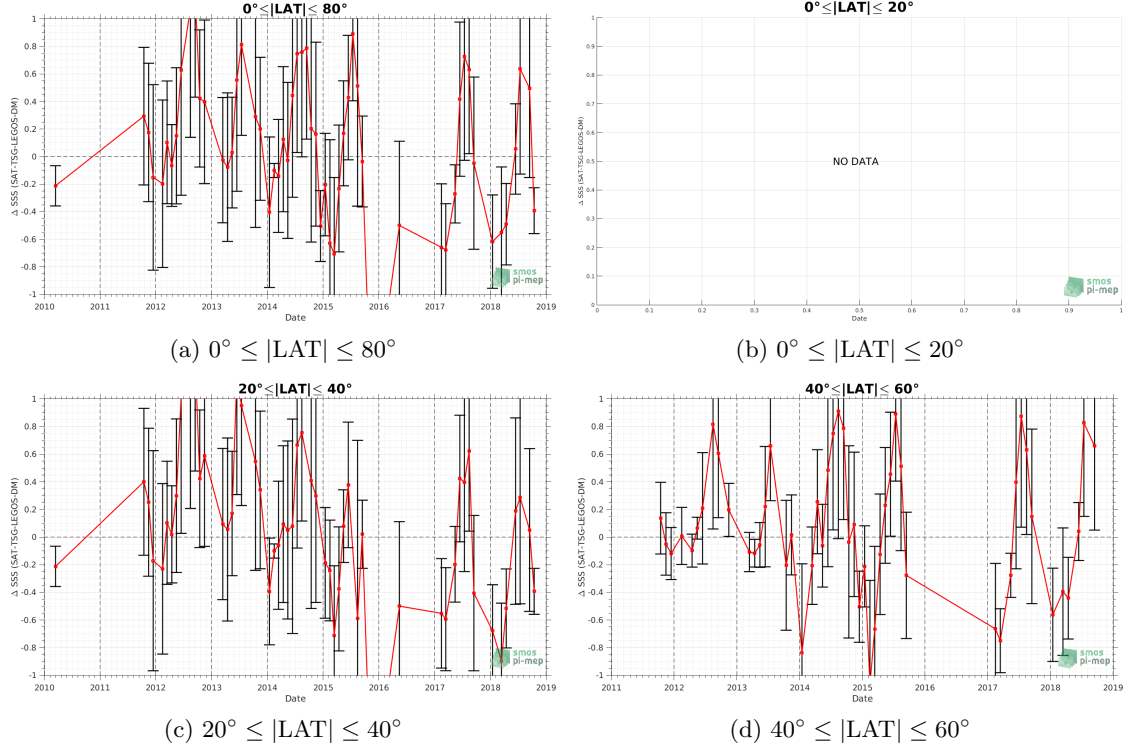 0°≤|LAT|≤ 80°
Δ SSS (SAT-TSG-LEGOS-DM)
1
0.8
0.6
0.4
0.2
0
-0.2
-0.4
-0.6
-0.8
-1
2010 2011 2012 2013 2014 2015 2016 2017 2018 2019
Date
smos
pi-mep
(a) 0° ≤ |LAT| ≤ 80°
0°≤|LAT|≤ 20°
Δ SSS (SAT-TSG-LEGOS-DM)
1
0.9
0.8
0.7
0.6
0.5
0.4
0.3
0.2
0.1
0
NO DATA
0 0.1 0.2 0.3 0.4 0.5 0.6 0.7 0.8 0.9 1
Date
smos
pi-mep
(b) 0° ≤ |LAT| ≤ 20°
20°≤|LAT|≤ 40°
Δ SSS (SAT-TSG-LEGOS-DM)
1
0.8
0.6
0.4
0.2
0
-0.2
-0.4
-0.6
-0.8
-1
2010 2011 2012 2013 2014 2015 2016 2017 2018 2019
Date
smos
pi-mep
(c) 20° ≤ |LAT| ≤ 40°
40°≤|LAT|≤ 60°
Δ SSS (SAT-TSG-LEGOS-DM)
1
0.8
0.6
0.4
0.2
0
-0.2
-0.4
-0.6
-0.8
-1
2011 2012 2013 2014 2015 2016 2017 2018 2019
Date
smos
pi-mep
(d) 40° ≤ |LAT| ≤ 60°